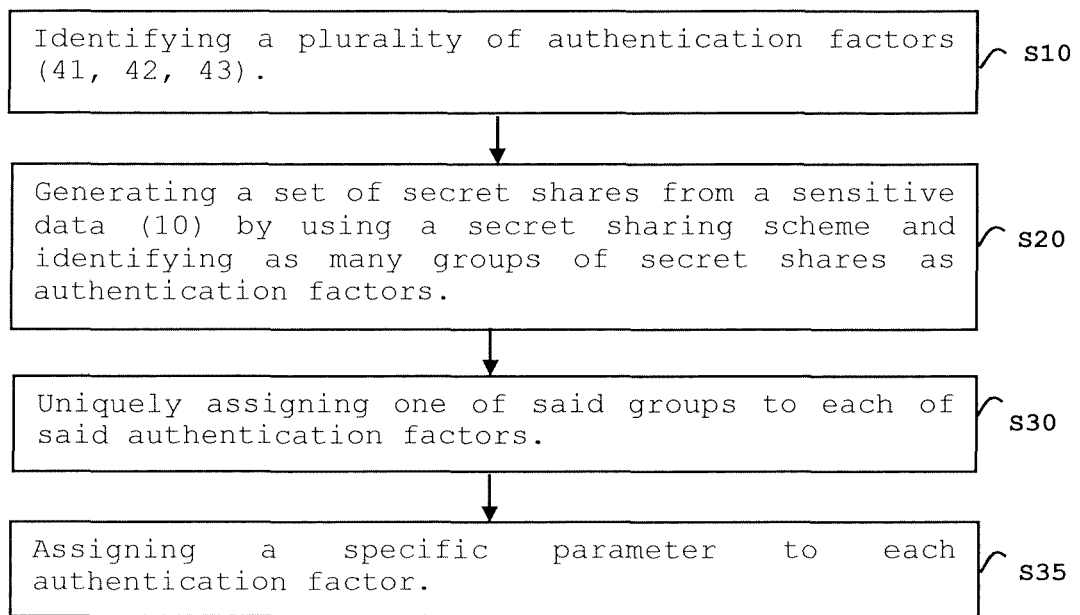 Identifying a plurality of authentication factors
(41, 42, 43).
S10
Generating a set of secret shares from a sensitive
data (10) by using a secret sharing scheme and
identifying as many groups of secret shares as
authentication factors.
S20
Uniquely assigning one of said groups to each of
said authentication factors.
S30
Assigning a specific parameter to each
authentication factor.
S35